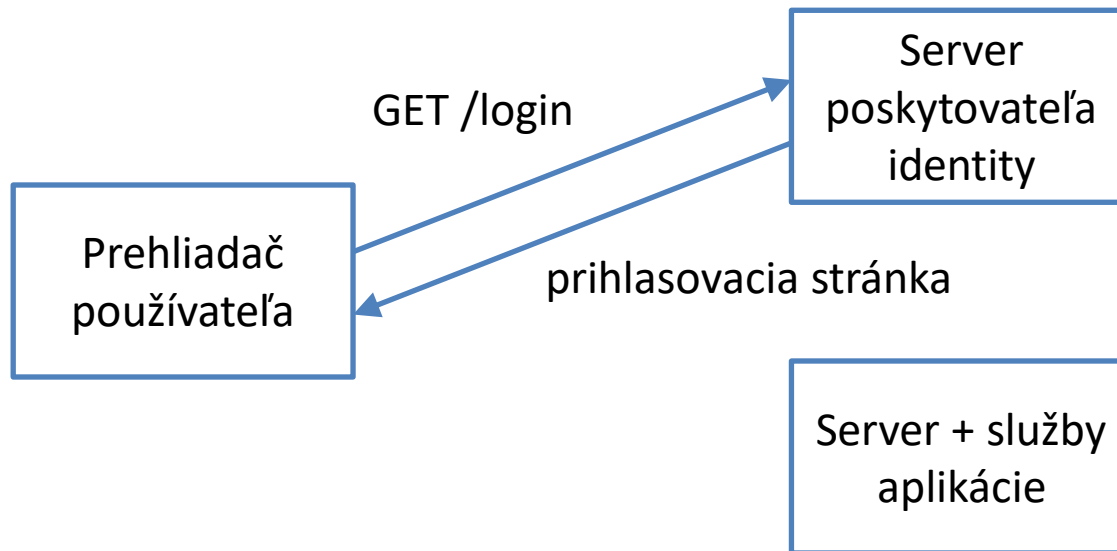 Server
poskytovateľa
identity
GET /login
Prehliadač
používateľa
prihlasovacia stránka
Server + služby
aplikácie